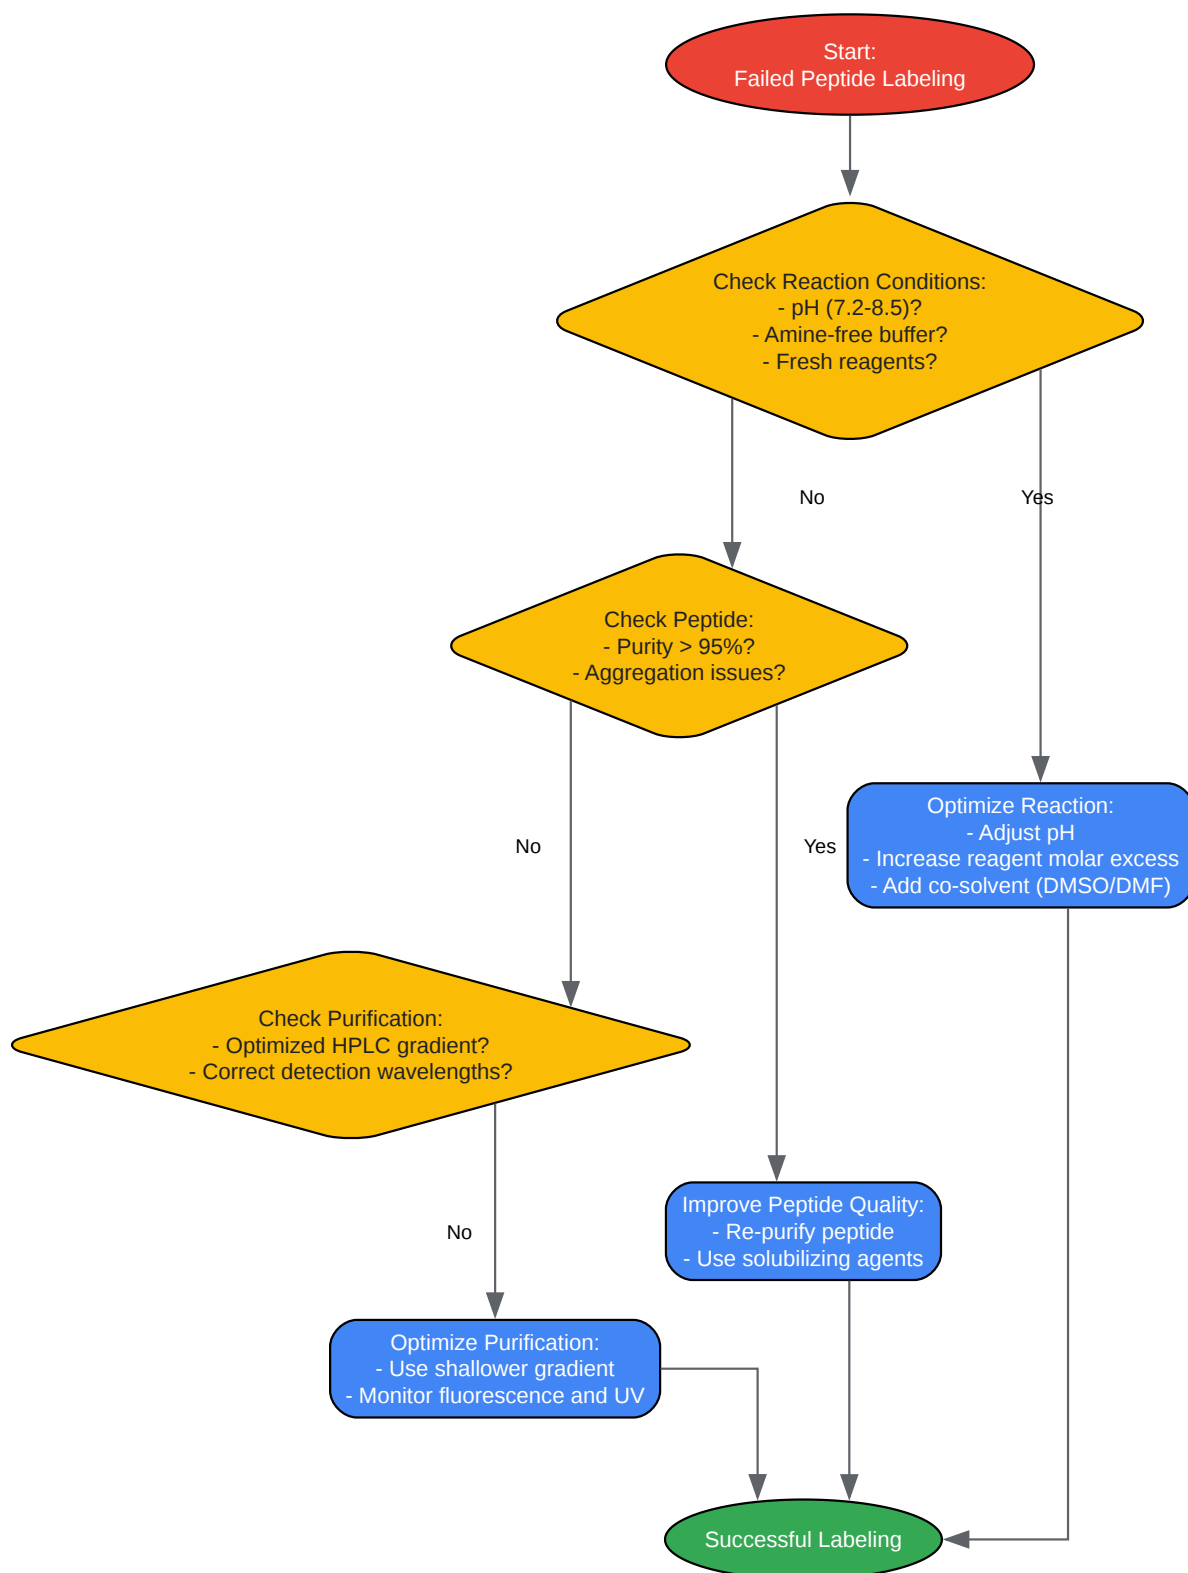 Start:
Failed Peptide Labeling
Check Reaction Conditions:
- pH (7.2-8.5)?
- Amine-free buffer?
- Fresh reagents?
No
Yes
Check Peptide:
- Purity > 95%?
- Aggregation issues?
No
Yes
Optimize Reaction:
- Adjust pH
- Increase reagent molar excess
- Add co-solvent (DMSO/DMF)
Check Purification:
- Optimized HPLC gradient?
- Correct detection wavelengths?
No
Improve Peptide Quality:
- Re-purify peptide
- Use solubilizing agents
Optimize Purification:
- Use shallower gradient
- Monitor fluorescence and UV
Successful Labeling